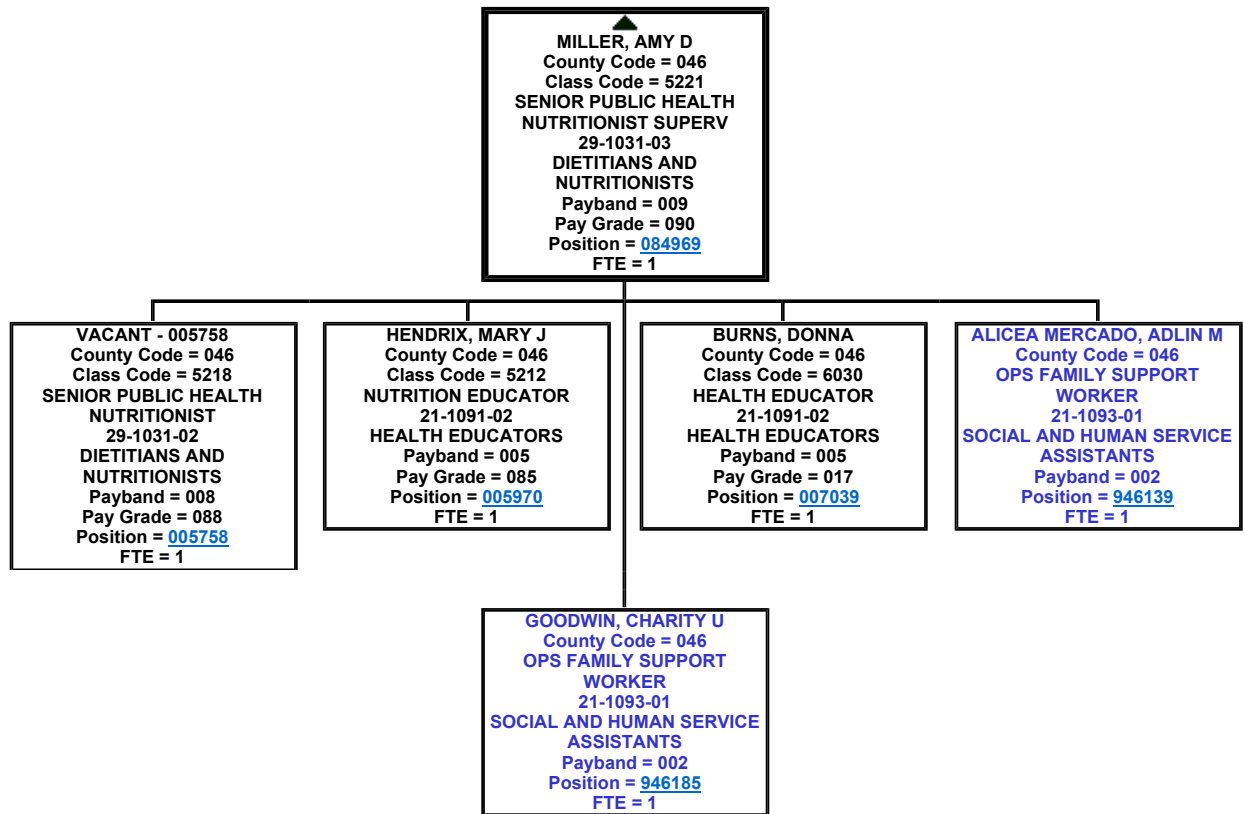 MILLER, AMY D
County Code = 046
Class Code = 5221
SENIOR PUBLIC HEALTH
NUTRITIONIST SUPERV
29-1031-03
DIETITIANS AND
NUTRITIONISTS
Payband = 009
Pay Grade = 090
Position = 084969
FTE = 1
VACANT - 005758
County Code = 046
Class Code = 5218
SENIOR PUBLIC HEALTH
NUTRITIONIST
29-1031-02
DIETITIANS AND
NUTRITIONISTS
Payband = 008
Pay Grade = 088
Position = 005758
FTE = 1
HENDRIX, MARY J
County Code = 046
Class Code = 5212
NUTRITION EDUCATOR
21-1091-02
HEALTH EDUCATORS
Payband = 005
Pay Grade = 085
Position = 005970
FTE = 1
BURNS, DONNA
County Code = 046
Class Code = 6030
HEALTH EDUCATOR
21-1091-02
HEALTH EDUCATORS
Payband = 005
Pay Grade = 017
Position = 007039
FTE = 1
ALICEA MERCADO, ADLIN M
County Code = 046
OPS FAMILY SUPPORT
WORKER
21-1093-01
SOCIAL AND HUMAN SERVICE
ASSISTANTS
Payband = 002
Position = 946139
FTE = 1
GOODWIN, CHARITY U
County Code = 046
OPS FAMILY SUPPORT
WORKER
21-1093-01
SOCIAL AND HUMAN SERVICE
ASSISTANTS
Payband = 002
Position = 946185
FTE = 1